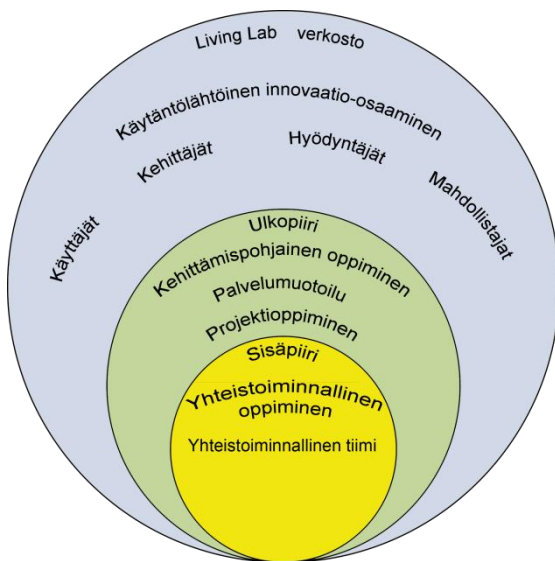 Living Lab verkosto
Käytäntölähtöinen innovaatio-osaaminen
Käyttäjät
Kehittäjät
Hyödyntäjät
Mahdollistajat
Ulkopiiri
Kehittämispohjainen oppiminen
Palvelumuotoilu
Projektioppiminen
Sisäpiiri
Yhteistoiminnallinen
oppiminen
Yhteistoiminnallinen tiimi